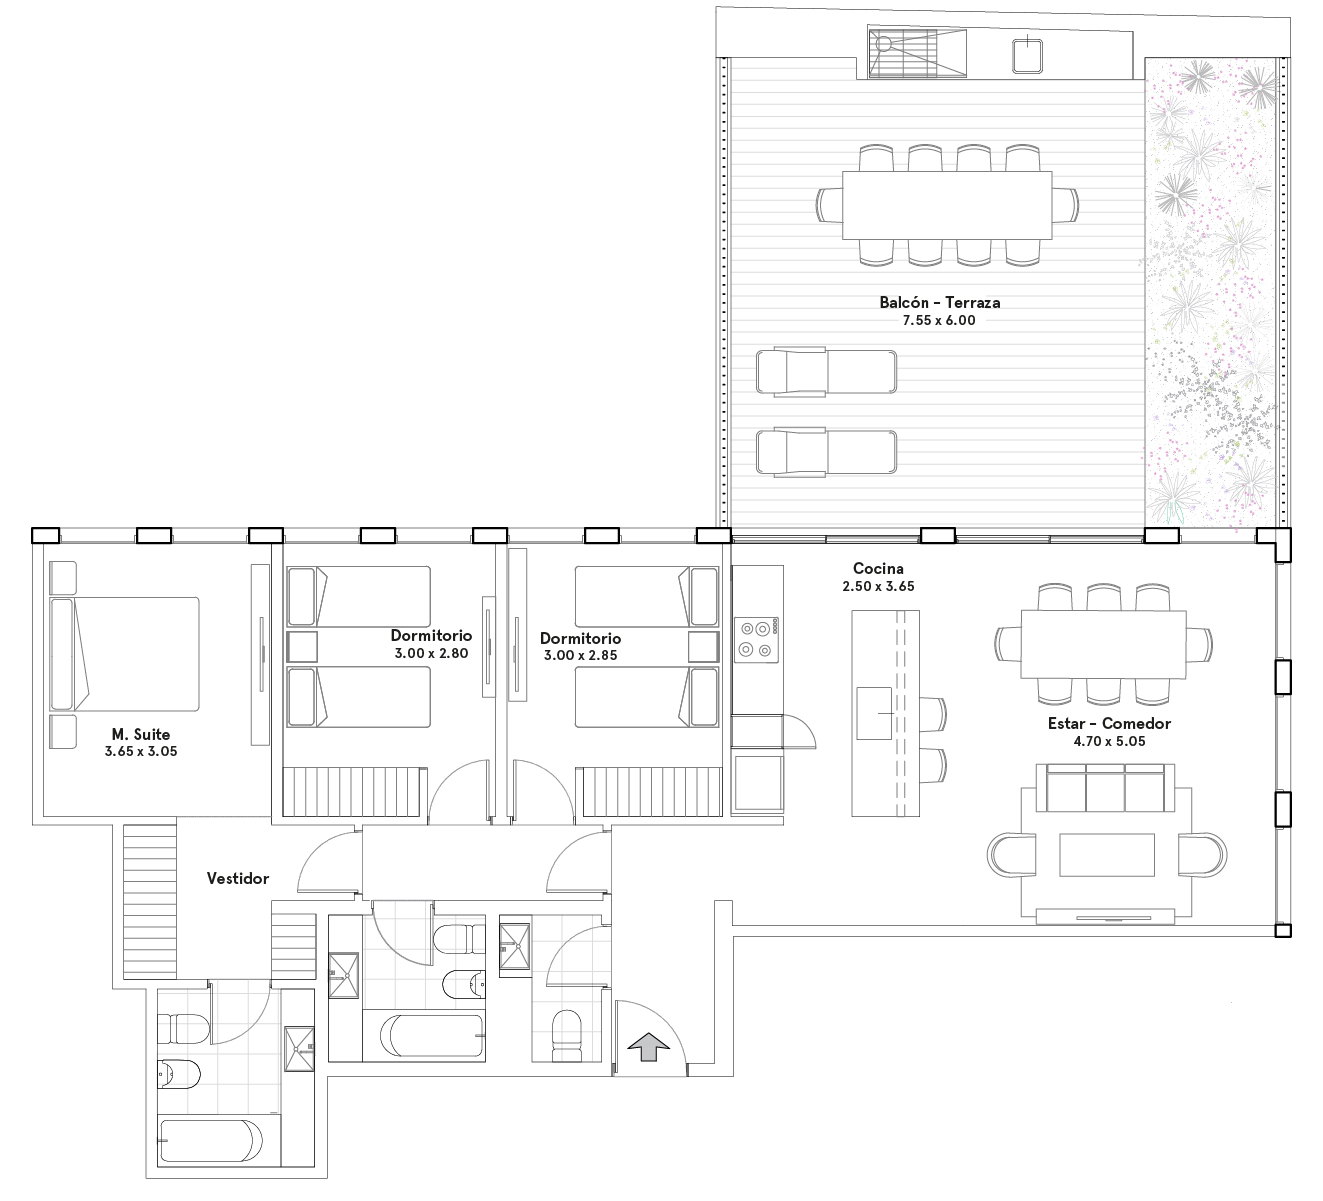 Balcón - Terraza
7.55 x 6.00
Cocina
2.50 x 3.65
Dormitorio
3.00 x 2.80
Dormitorio
3.00 x 2.85
M. Suite
3.65 x 3.05
Estar - Comedor
4.70 x 5.05
Vestidor